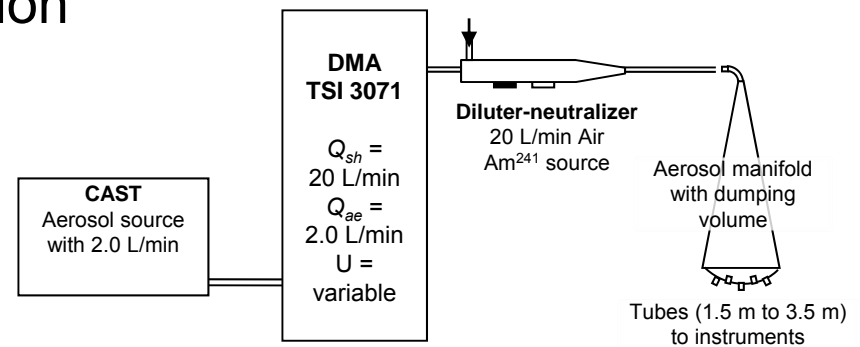 DMA
TSI 3071
Q_sh =
20 L/min
Q_ae =
2.0 L/min
U =
variable
CAST
Aerosol source
with 2.0 L/min
Diluter-neutralizer
20 L/min Air
Am²⁴¹ source
Aerosol manifold
with dumping
volume
Tubes (1.5 m to 3.5 m)
to instruments